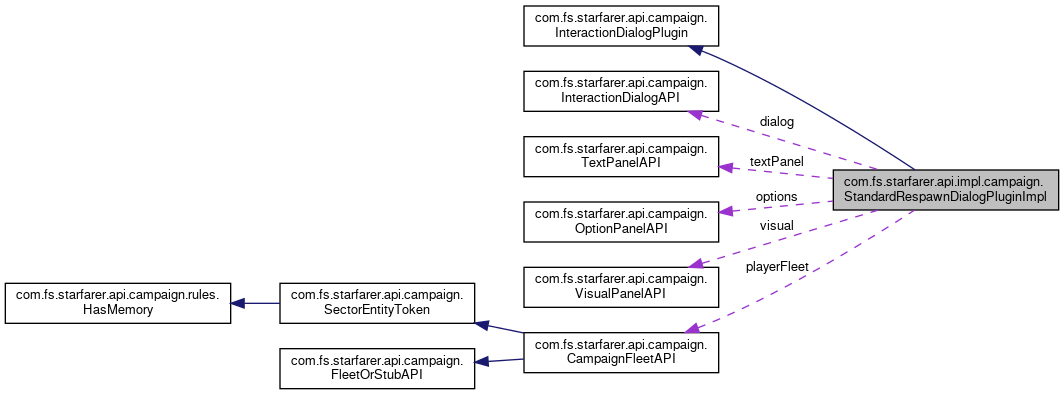 com.fs.starfarer.api.campaign.
InteractionDialogPlugin
com.fs.starfarer.api.campaign.
InteractionDialogAPI
dialog
com.fs.starfarer.api.campaign.
TextPanelAPI
textPanel
com.fs.starfarer.api.impl.campaign.
StandardRespawnDialogPluginImpl
options
com.fs.starfarer.api.campaign.
OptionPanelAPI
visual
com.fs.starfarer.api.campaign.
VisualPanelAPI
playerFleet
com.fs.starfarer.api.campaign.rules.
HasMemory
com.fs.starfarer.api.campaign.
SectorEntityToken
com.fs.starfarer.api.campaign.
CampaignFleetAPI
com.fs.starfarer.api.campaign.
FleetOrStubAPI